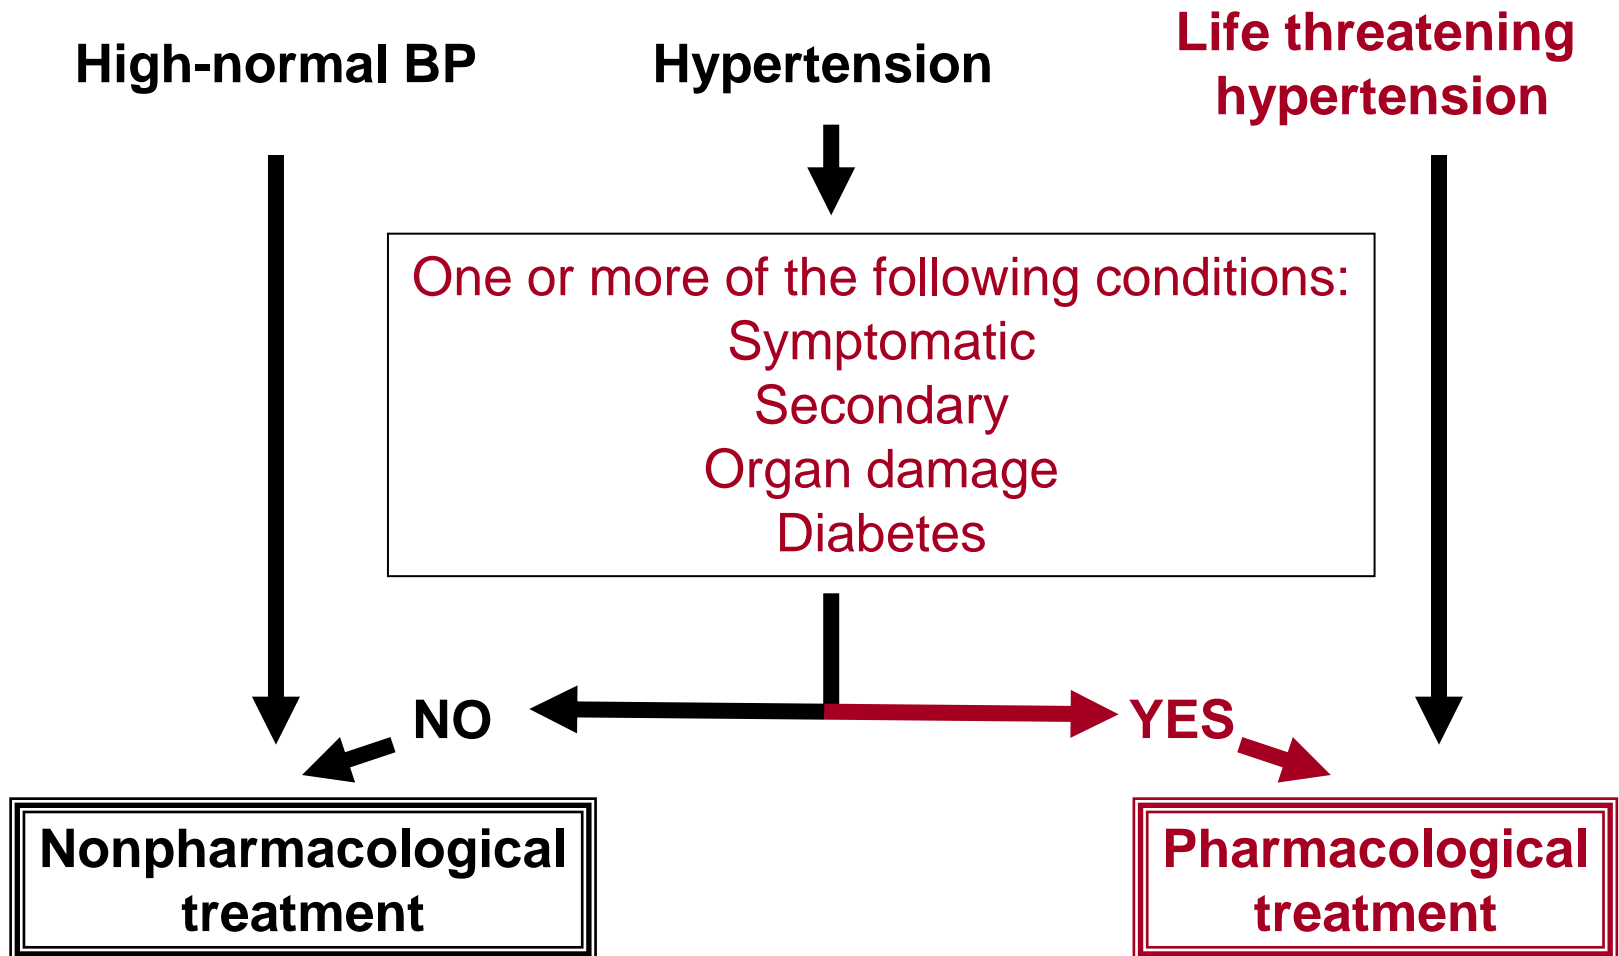 High-normal BP
Hypertension
Life threatening
hypertension
One or more of the following conditions:
Symptomatic
Secondary
Organ damage
Diabetes
NO
YES
Nonpharmacological
treatment
Pharmacological
treatment